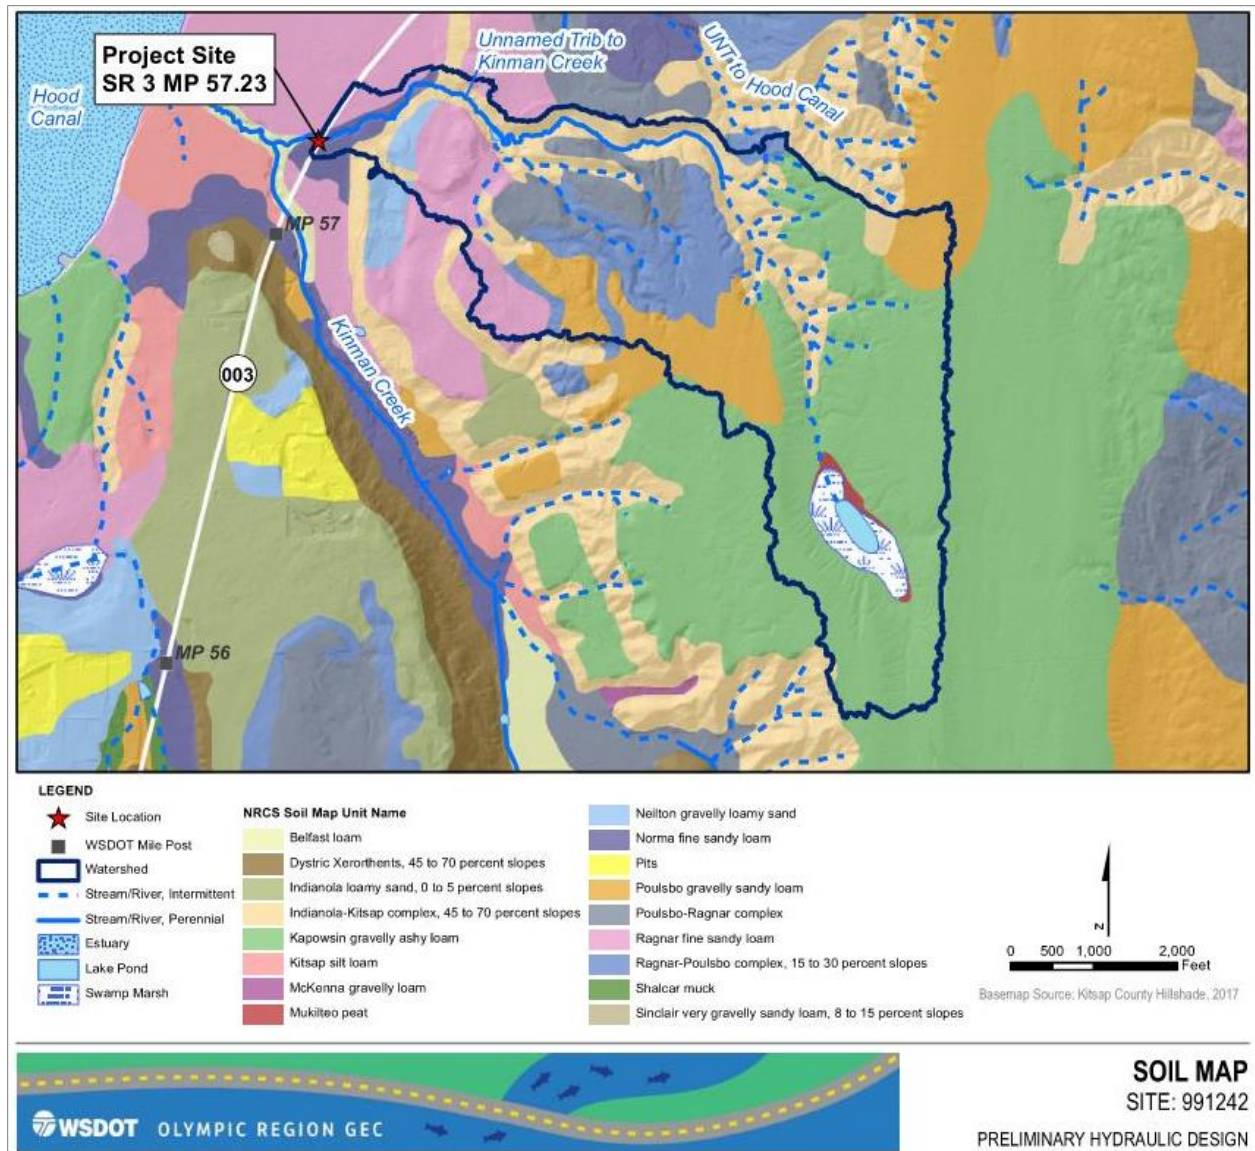 Project Site
SR 3 MP 57.23
Unnamed Trib to
Kinman Creek
UNT to Hood Canal
Hood
Canal
MP 57
Kinman Creek
003
MP 56
LEGEND
Site Location
WSDOT Mile Post
Watershed
Stream/River, Intermittent
Stream/River, Perennial
Estuary
Lake Pond
Swamp Marsh
NRCS Soil Map Unit Name
Belfast loam
Dystric Xerorthents, 45 to 70 percent slopes
Indianola loamy sand, 0 to 5 percent slopes
Indianola-Kitsap complex, 45 to 70 percent slopes
Kapowsin gravelly ashy loam
Kitsap silt loam
McKenna gravelly loam
Mukilteo peat
Neilton gravelly loamy sand
Norma fine sandy loam
Pits
Poulsbo gravelly sandy loam
Poulsbo-Ragnar complex
Ragnar fine sandy loam
Ragnar-Poulsbo complex, 15 to 30 percent slopes
Shalcar muck
Sinclair very gravelly sandy loam, 8 to 15 percent slopes
N
0 500 1,000 2,000
Feet
Basemap Source: Kitsap County Hillshade, 2017
WSDOT OLYMPIC REGION GEC
SOIL MAP
SITE: 991242
PRELIMINARY HYDRAULIC DESIGN